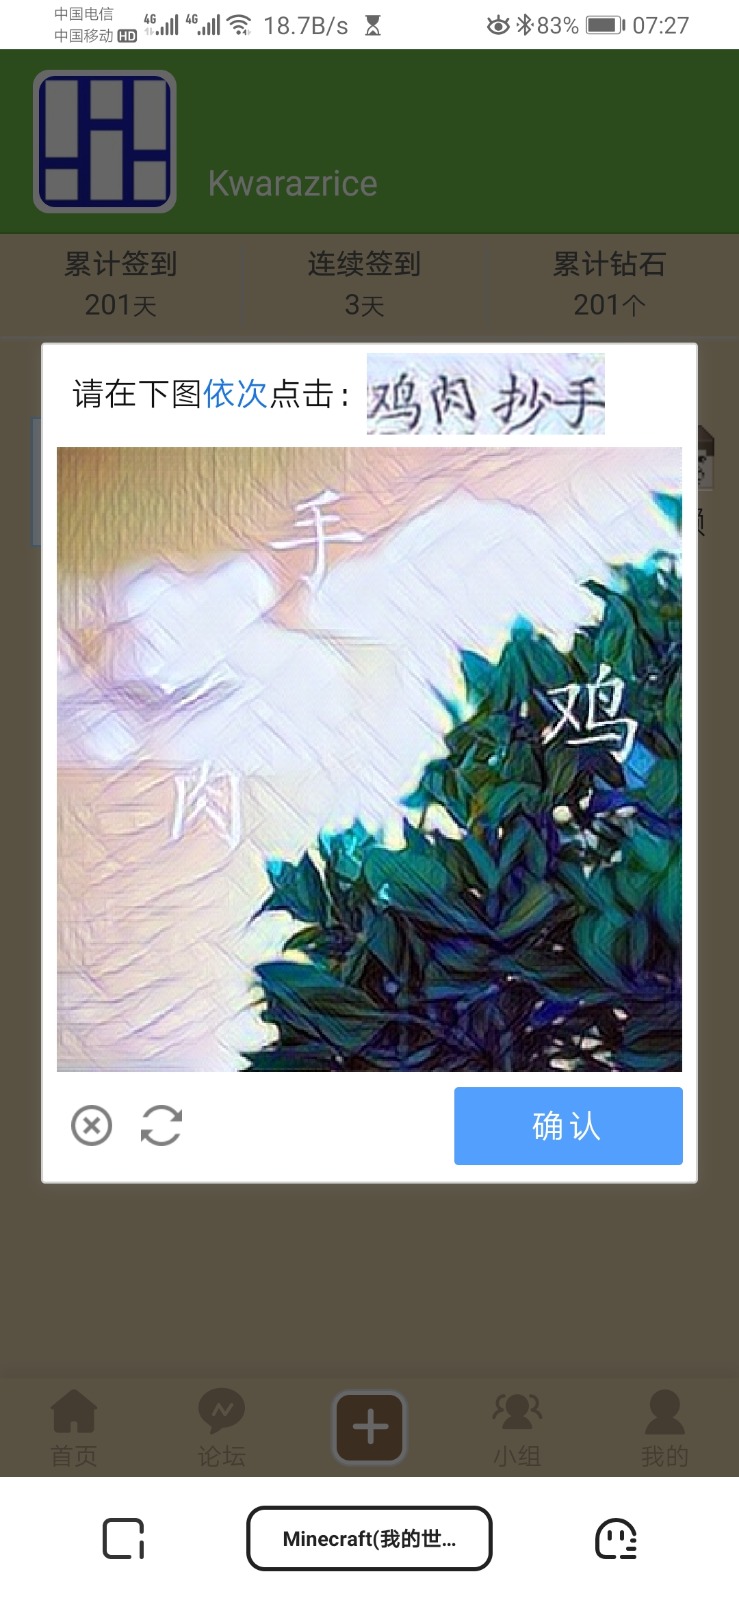 中国电信
中国移动 HD
4G 4G 18.7B/s 83% 07:27
Kwarazrice
累计签到 连续签到 累计钻石
201天 3天 201个
请在下图依次点击: 鸡肉抄手
手
鸡
肉
确认
首页 论坛 小组 我的
Minecraft(我的世...